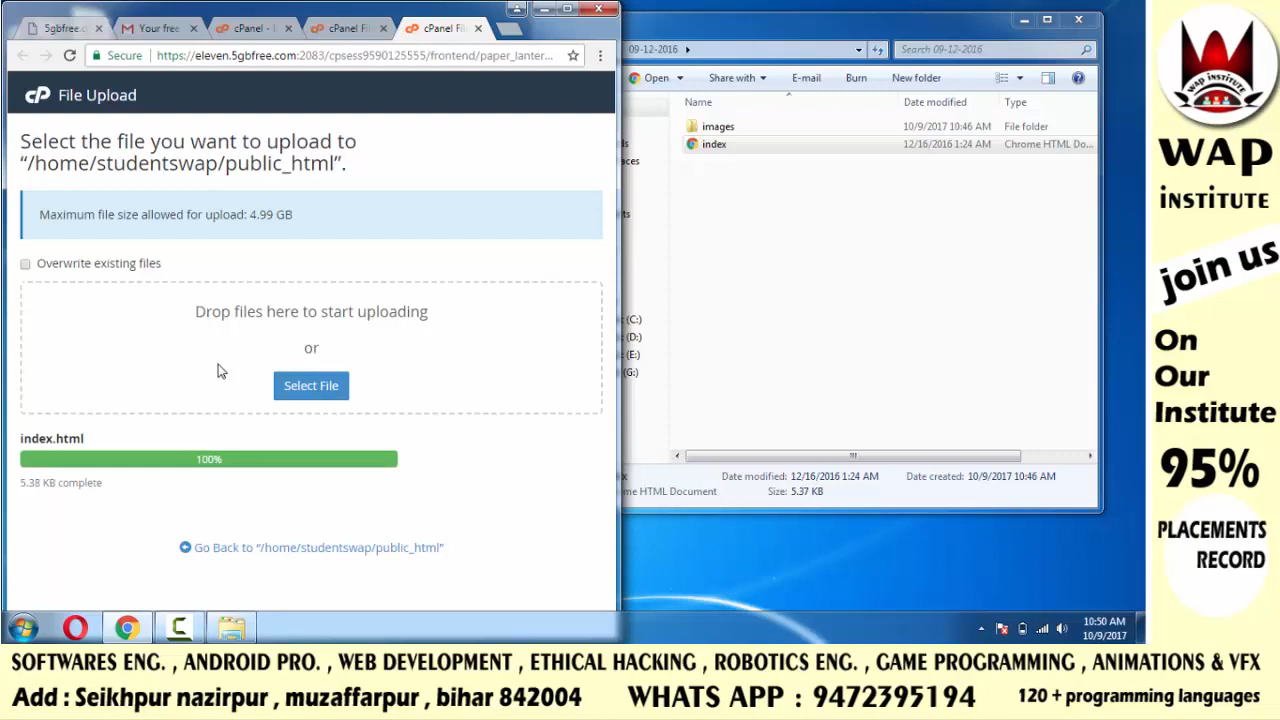 5gbfree.c
Your free
cPanel -
cPanel File
cPanel File
Secure
https://eleven.5gbfree.com:2083/cpsess9590125555/frontend/paper_lanter...
cP File Upload
Select the file you want to upload to
“/home/studentswap/public_html”.
Maximum file size allowed for upload: 4.99 GB
Overwrite existing files
Drop files here to start uploading
or
Select File
index.html
100%
5.38 KB complete
Go Back to “/home/studentswap/public_html”
09-12-2016
Search 09-12-2016
Open
Share with
E-mail
Burn
New folder
Name
Date modified
Type
images
10/9/2017 10:46 AM
File folder
index
12/16/2016 1:24 AM
Chrome HTML Do...
(C:)
(D:)
(E:)
(G:)
Date modified: 12/16/2016 1:24 AM
Date created: 10/9/2017 10:46 AM
me HTML Document
Size: 5.37 KB
10:50 AM
10/9/2017
wap institute
wap
institute
join us
On
Our
Institute
95%
PLACEMENTS
RECORD
SOFTWARES ENG. , ANDROID PRO. , WEB DEVELOPMENT , ETHICAL HACKING , ROBOTICS ENG. , GAME PROGRAMMING , ANIMATIONS & VFX
Add : Seikhpur nazirpur , muzaffarpur , bihar 842004
WHATS APP : 9472395194
120 + programming languages